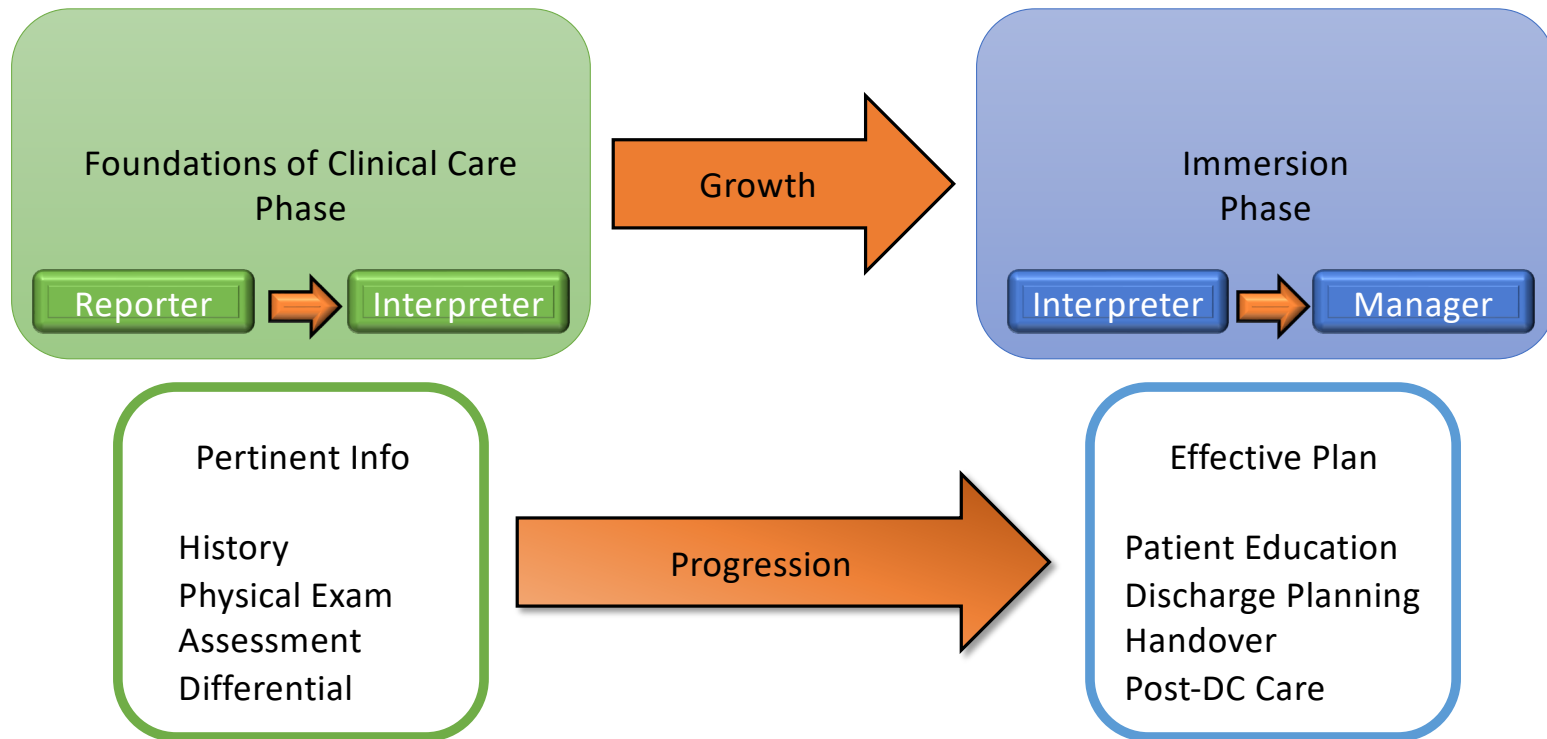 Foundations of Clinical Care
Phase
Reporter
Interpreter
Growth
Immersion
Phase
Interpreter
Manager
Pertinent Info
History
Physical Exam
Assessment
Differential
Progression
Effective Plan
Patient Education
Discharge Planning
Handover
Post-DC Care